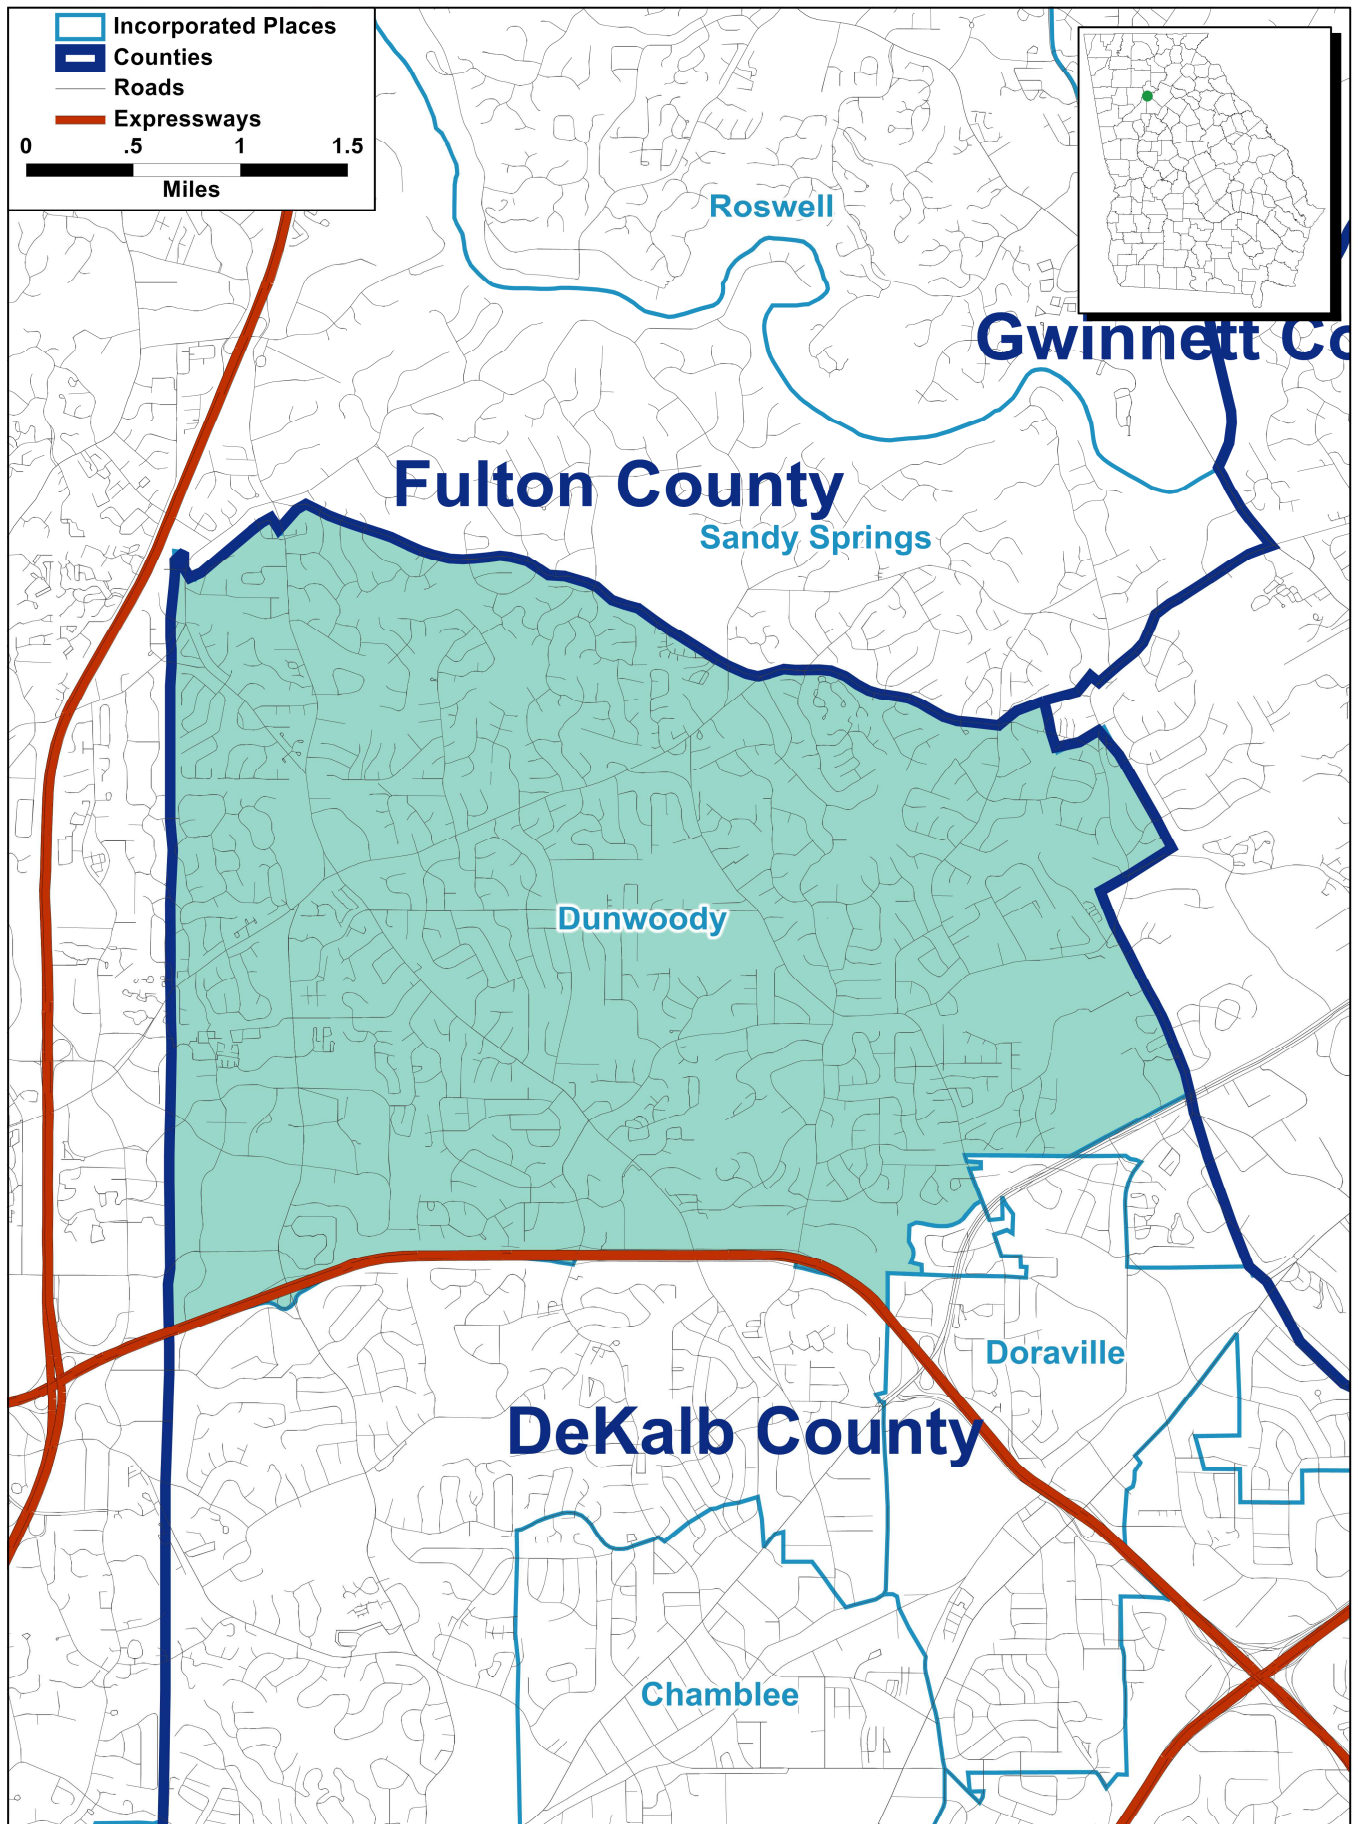 Incorporated Places
Counties
Roads
Expressways
0 .5 1 1.5
Miles
Roswell
Gwinnett Co
Fulton County
Sandy Springs
Dunwoody
Doraville
DeKalb County
Chamblee